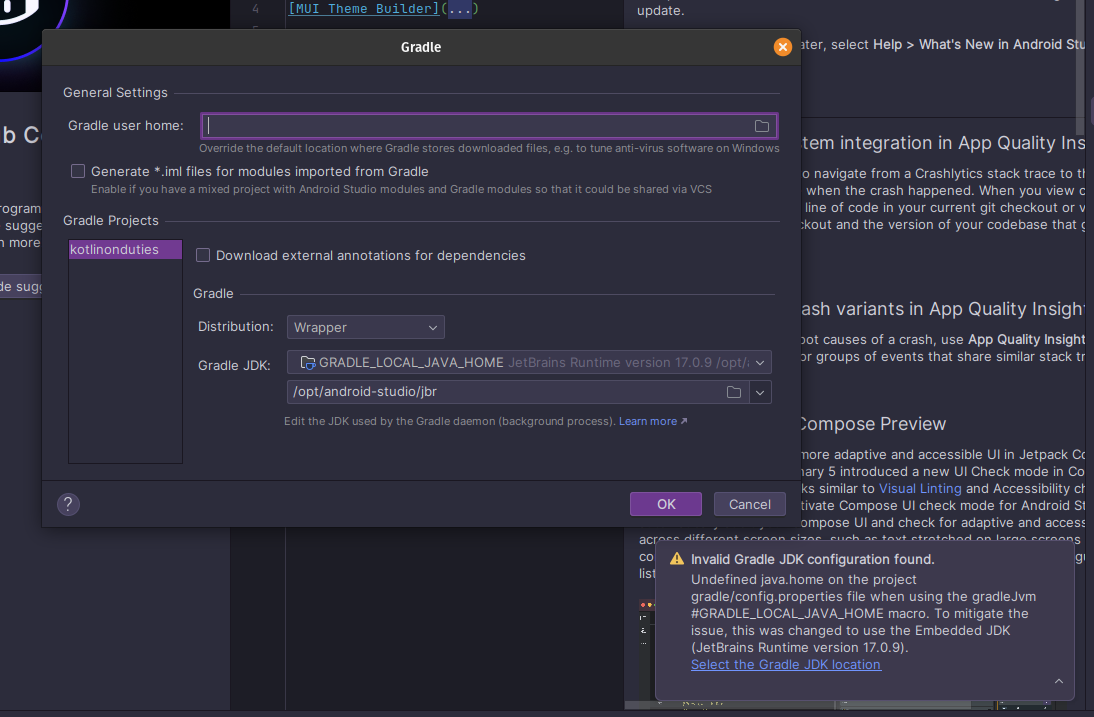 4
[MUI Theme Builder](...)
update.
ater, select Help > What's New in Android Stu
Gradle
General Settings
Gradle user home:
Override the default location where Gradle stores downloaded files, e.g. to tune anti-virus software on Windows
Generate *.iml files for modules imported from Gradle
Enable if you have a mixed project with Android Studio modules and Gradle modules so that it could be shared via VCS
Gradle Projects
kotlinonduties
Download external annotations for dependencies
Gradle
Distribution:
Wrapper
Gradle JDK:
GRADLE_LOCAL_JAVA_HOME JetBrains Runtime version 17.0.9 /opt/a
/opt/android-studio/jbr
Edit the JDK used by the Gradle daemon (background process). Learn more ↗
?
OK
Cancel
b C
rogram
sugge
n more
de sugg
tem integration in App Quality Ins
o navigate from a Crashlytics stack trace to th
when the crash happened. When you view c
line of code in your current git checkout or v
ckout and the version of your codebase that g
ash variants in App Quality Insight
oot causes of a crash, use App Quality Insight
or groups of events that share similar stack tr
Compose Preview
more adaptive and accessible UI in Jetpack Co
nary 5 introduced a new UI Check mode in Co
ks similar to Visual Linting and Accessibility ch
tivate Compose UI check mode for Android St
ompose UI and check for adaptive and access
across different screen sizes, such as text stretched on large screens
co
list
Invalid Gradle JDK configuration found.
Undefined java.home on the project
gradle/config.properties file when using the gradleJvm
#GRADLE_LOCAL_JAVA_HOME macro. To mitigate the
issue, this was changed to use the Embedded JDK
(JetBrains Runtime version 17.0.9).
Select the Gradle JDK location